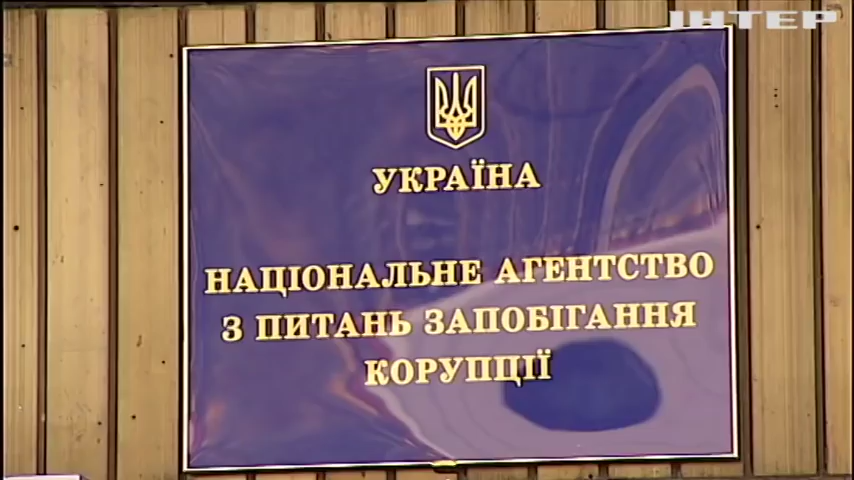 ІНТЕР
УКРАЇНА
НАЦІОНАЛЬНЕ АГЕНТСТВО
З ПИТАНЬ ЗАПОБІГАННЯ
КОРУПЦІЇ